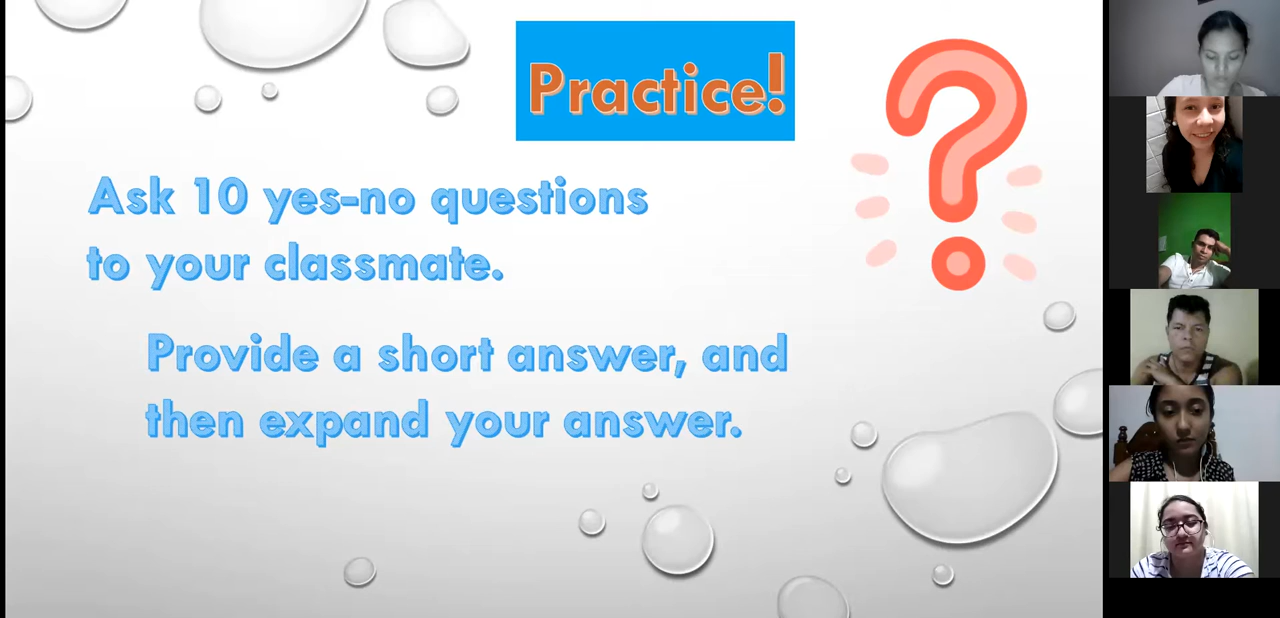 Practice!
Ask 10 yes-no questions
to your classmate.
Provide a short answer, and
then expand your answer.